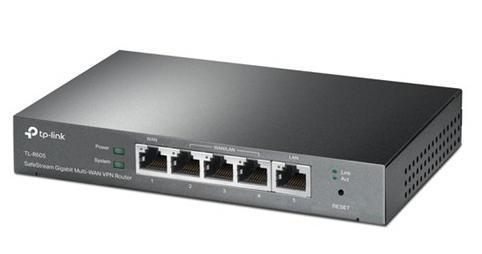 tp-link
TL-R605
SafeStream Gigabit Multi-WAN VPN Router
Power
System
WAN
WAN/LAN
LAN
1 2 3 4 5
Link
Act
RESET